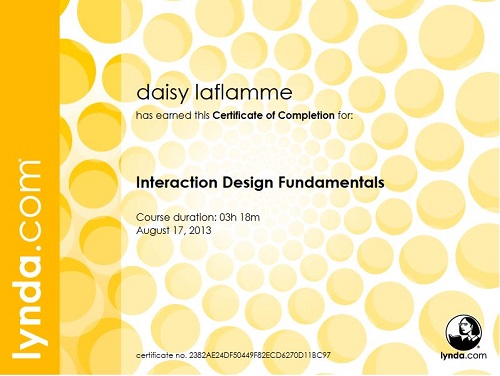 lynda.com
daisy laflamme
has earned this Certificate of Completion for:
Interaction Design Fundamentals
Course duration: 03h 18m
August 17, 2013
certificate no. 2382AE24DF50449F82ECD6270D11BC97
lynda.com